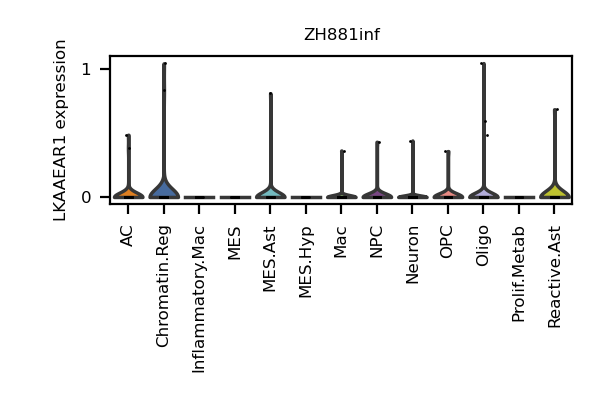 ZH881inf
LKAAEAR1 expression
1
0
AC
Chromatin.Reg
Inflammatory.Mac
MES
MES.Ast
MES.Hyp
Mac
NPC
Neuron
OPC
Oligo
Prolif.Metab
Reactive.Ast